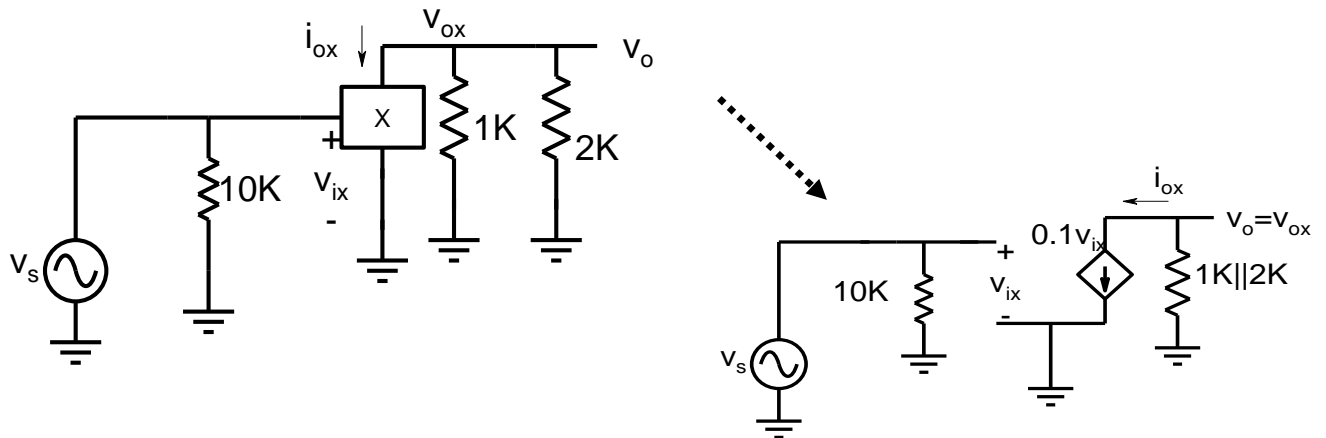 v_ox
i_ox
v_o
X
+
1K
2K
10K
v_ix
-
v_s
i_ox
v_o=v_ox
0.1v_ix
+
10K
v_ix
1K||2K
-
v_s